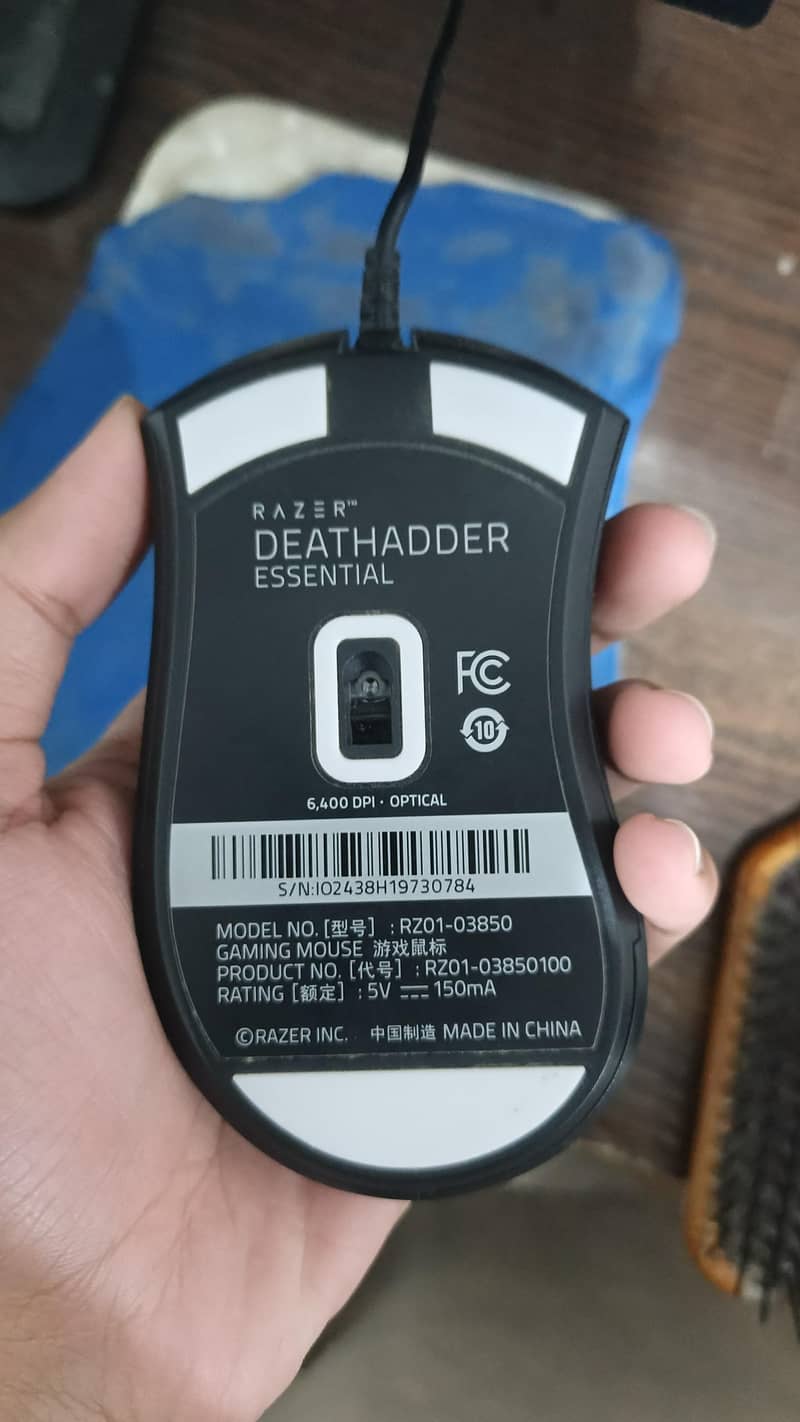 RAZER™
DEATHADDER
ESSENTIAL
FC
10
6,400 DPI · OPTICAL
S/N:IO2438H19730784
MODEL NO. [型号] : RZ01-03850
GAMING MOUSE 游戏鼠标
PRODUCT NO. [代号] : RZ01-03850100
RATING [额定] : 5V ⎓ 150mA
©RAZER INC. 中国制造 MADE IN CHINA